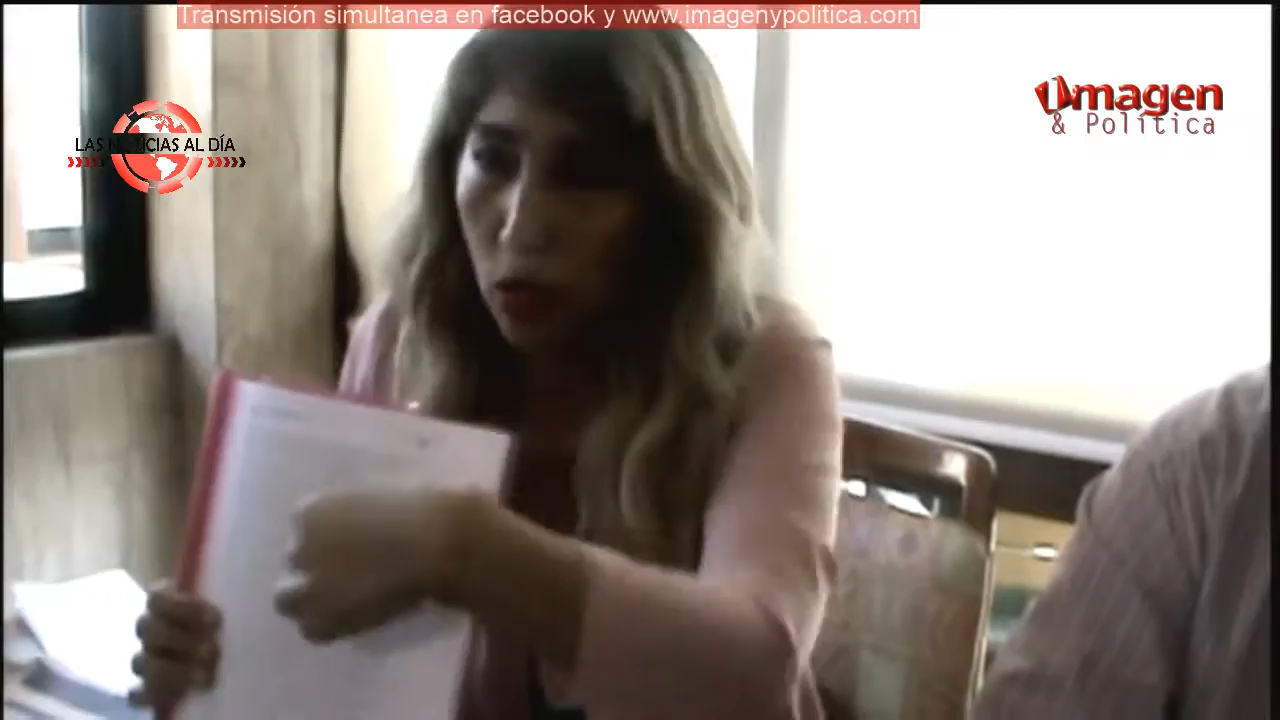 Transmisión simultanea en facebook y www.imagenypolitica.com
Imagen
& Política
LAS NOTICIAS AL DÍA